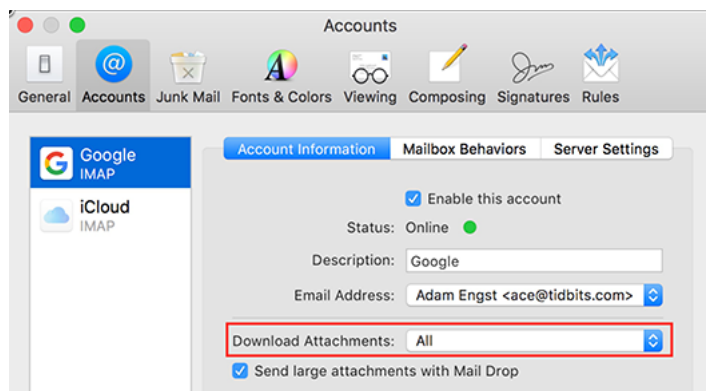 Accounts
General Accounts Junk Mail Fonts & Colors Viewing Composing Signatures Rules
Google
IMAP
iCloud
IMAP
Account Information Mailbox Behaviors Server Settings
Enable this account
Status: Online
Description: Google
Email Address: Adam Engst <ace@tidbits.com>
Download Attachments: All
Send large attachments with Mail Drop